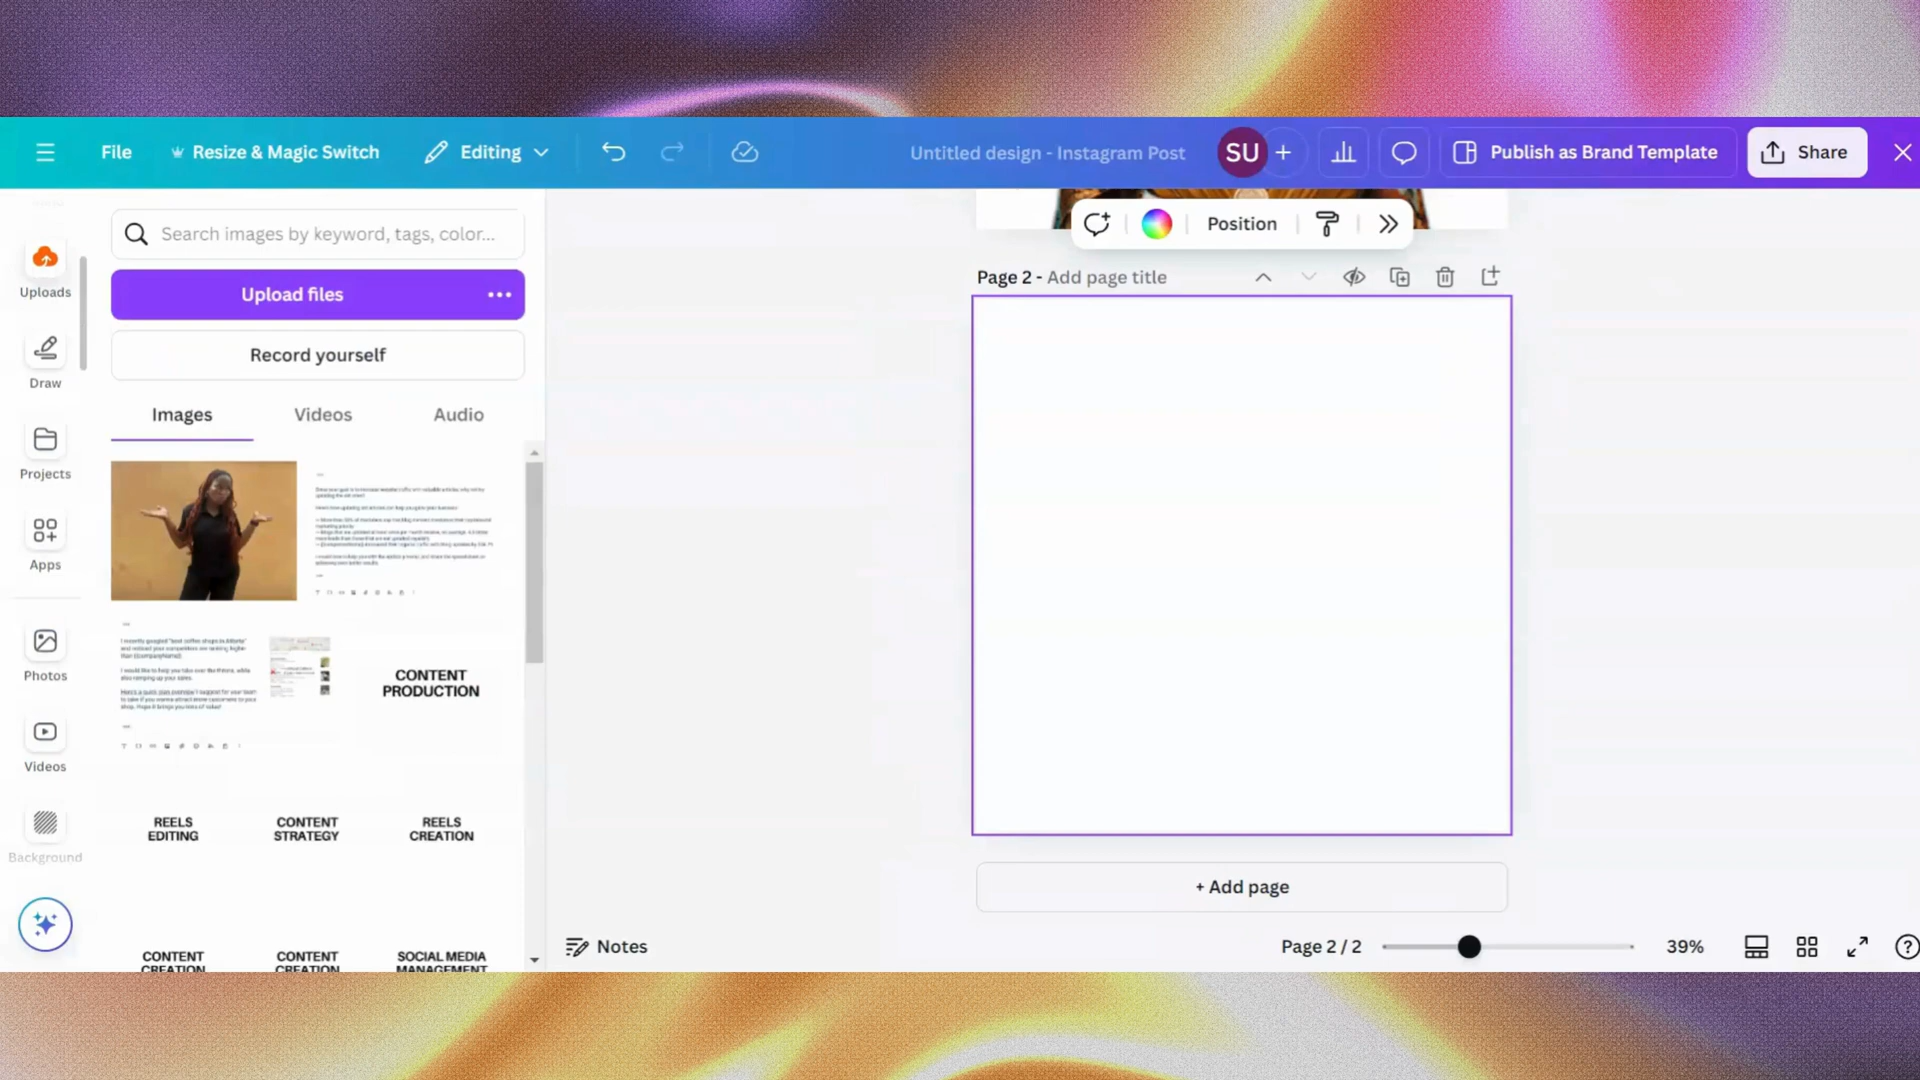 File
Resize & Magic Switch
Editing
Untitled design - Instagram Post
SU
Publish as Brand Template
Share
Uploads
Draw
Projects
Apps
Photos
Videos
Background
Search images by keyword, tags, color...
Upload files
Record yourself
Images
Videos
Audio
CONTENT
PRODUCTION
REELS
EDITING
CONTENT
STRATEGY
REELS
CREATION
CONTENT
CREATION
CONTENT
CREATION
SOCIAL MEDIA
MANAGEMENT
Position
Page 2 - Add page title
+ Add page
Notes
Page 2 / 2
39%